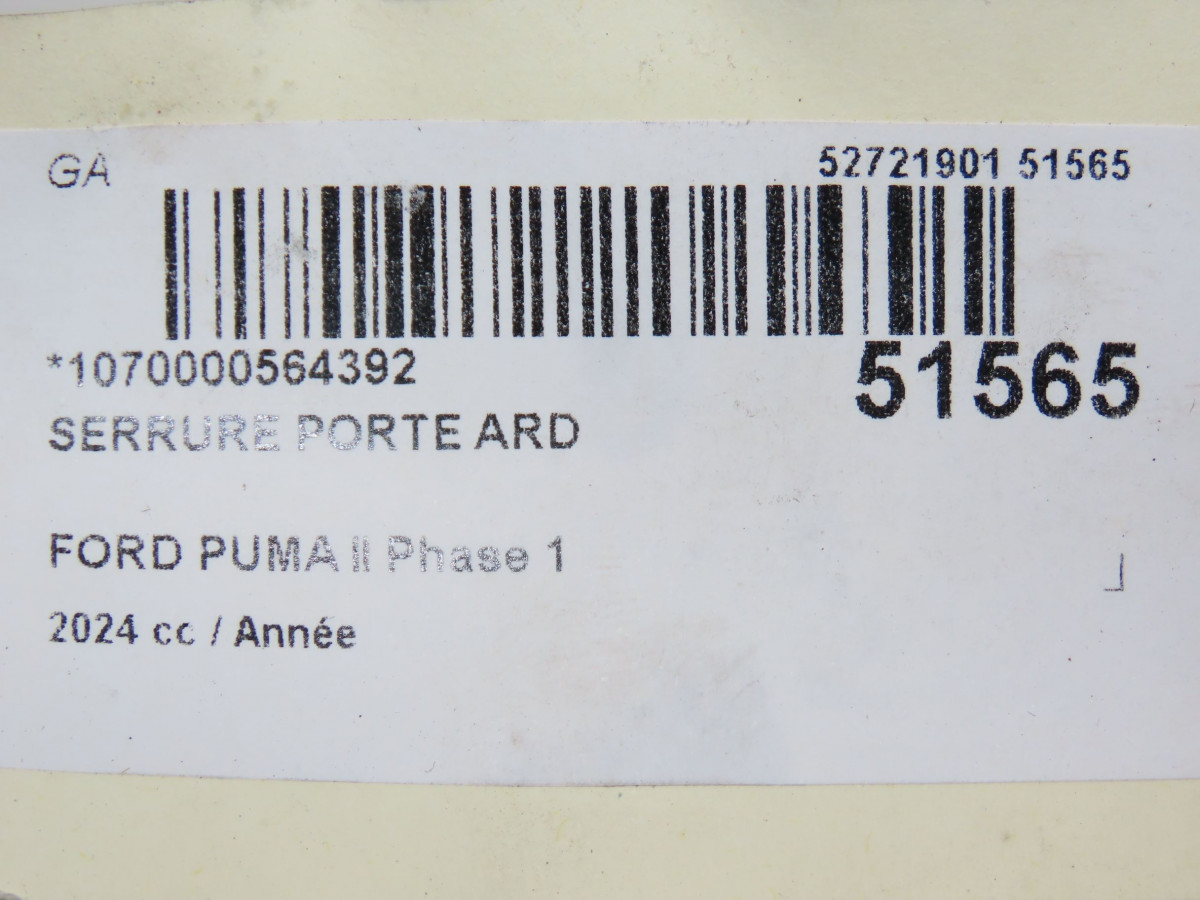 GA
52721901 51565
*1070000564392
51565
SERRURE PORTE ARD
FORD PUMA II Phase 1
2024 cc / Année